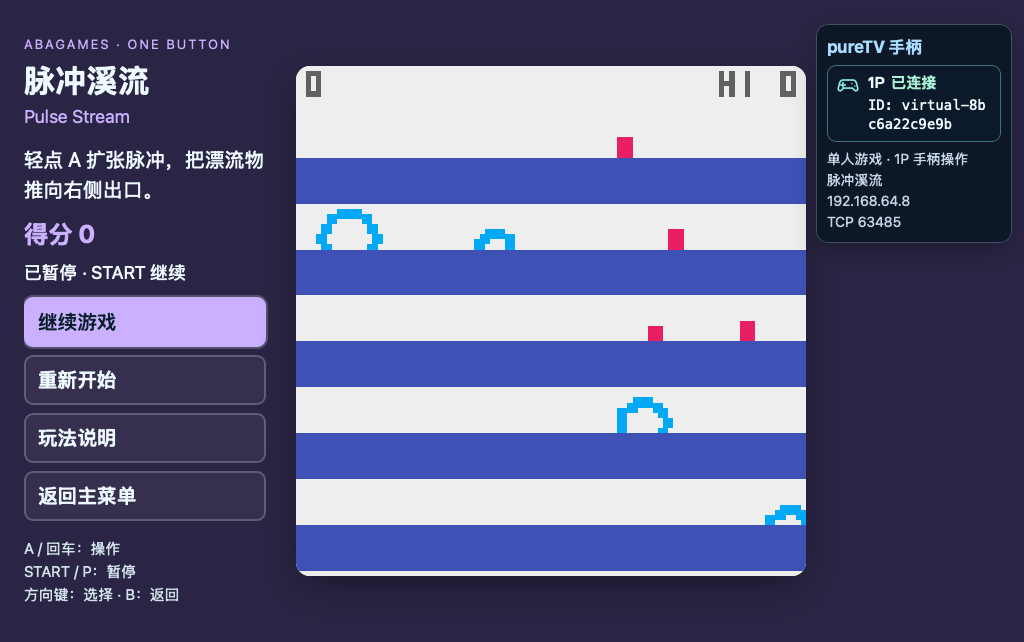 ABAGAMES · ONE BUTTON
脉冲溪流
Pulse Stream
轻点 A 扩张脉冲，把漂流物
推向右侧出口。
得分 0
已暂停 · START 继续
继续游戏
重新开始
玩法说明
返回主菜单
A / 回车：操作
START / P：暂停
方向键：选择 · B：返回
0
HI 0
pureTV 手柄
1P 已连接
ID: virtual-8b
c6a22c9e9b
单人游戏 · 1P 手柄操作
脉冲溪流
192.168.64.8
TCP 63485